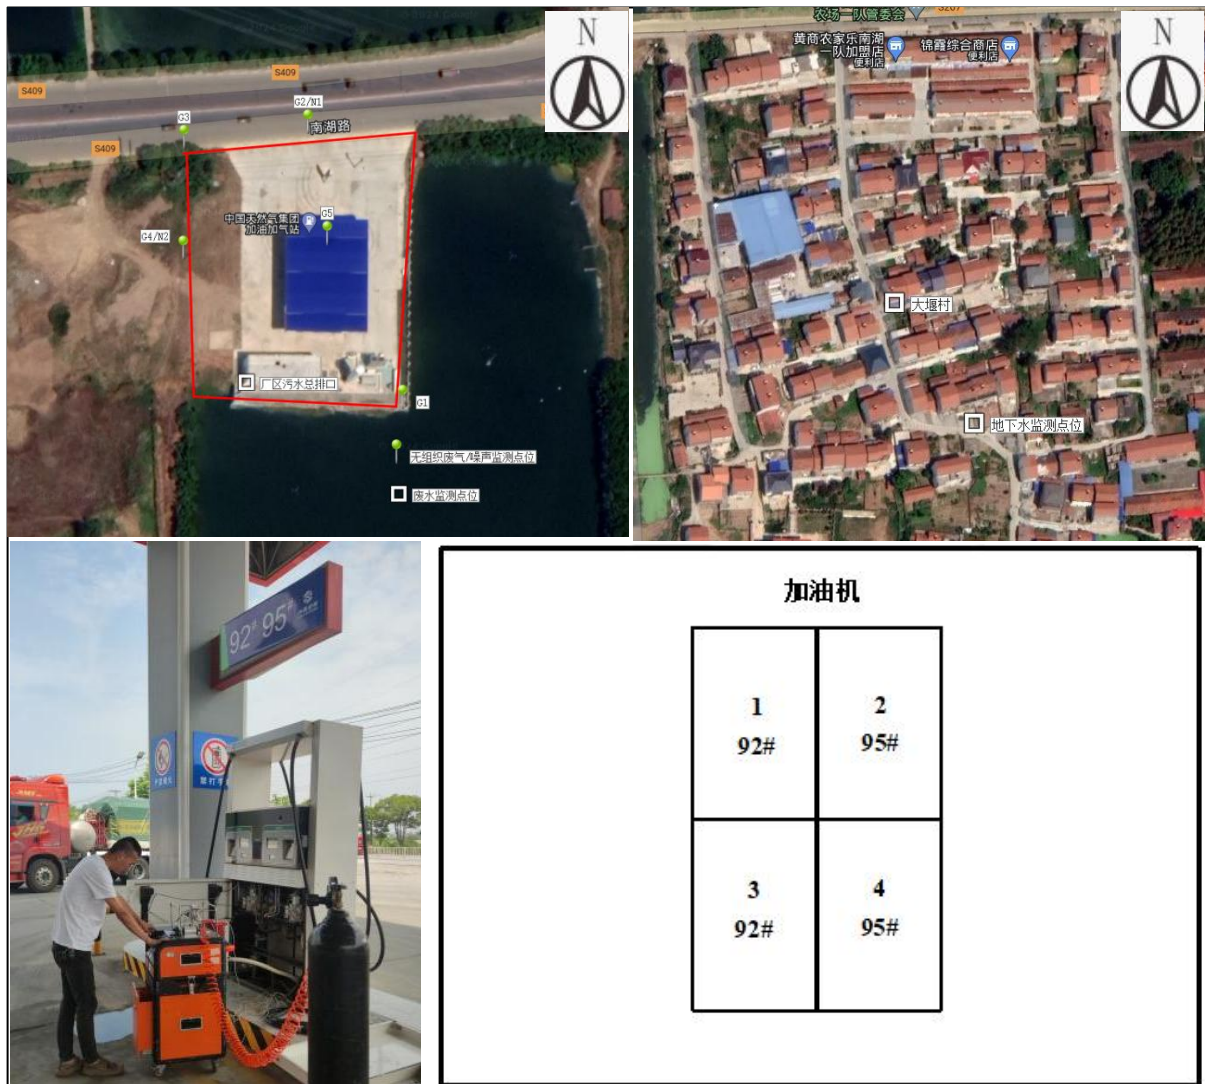 N
S409
S409
G2/N1
G3
南湖路
S409
中国天然气集团
加油加气站
G5
G4/N2
厂区污水总排口
G1
无组织废气/噪声监测点位
废水监测点位
农场一队管委会
S207
N
黄商农家乐南湖
一队加盟店
便利店
锦霞综合商店
便利店
大堰村
地下水监测点位
92# 95#
加油机
1
92#
2
95#
3
92#
4
95#